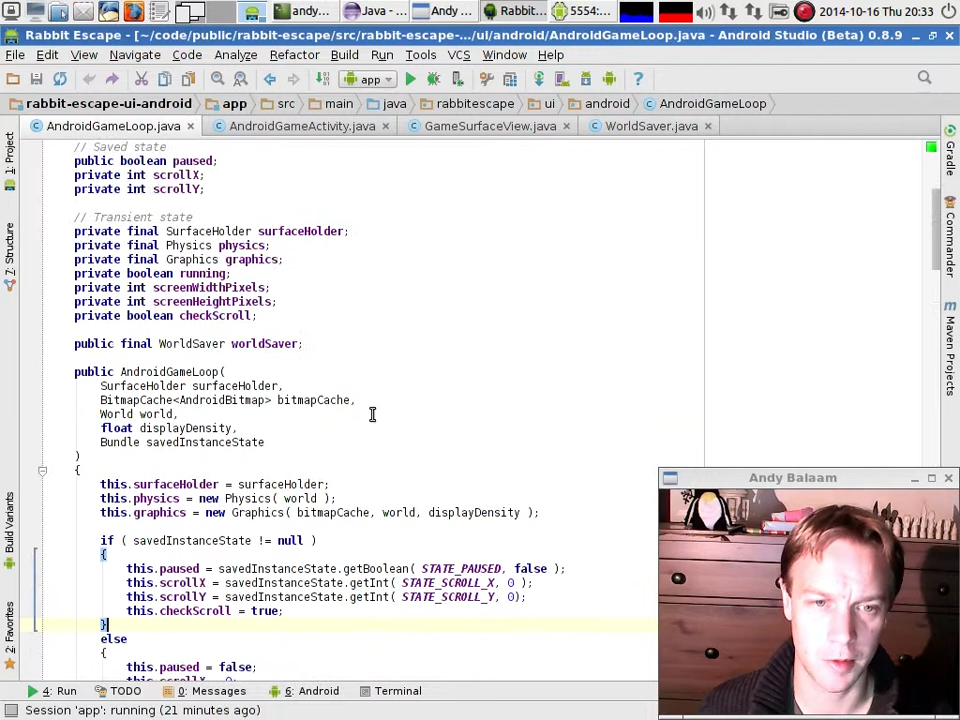 andy...
Java - ...
Andy ...
Rabbit...
5554:...
2014-10-16 Thu 20:33
Rabbit Escape - [~/code/public/rabbit-escape/src/rabbit-escape-.../ui/android/AndroidGameLoop.java - Android Studio (Beta) 0.8.9
File Edit View Navigate Code Analyze Refactor Build Run Tools VCS Window Help
app
rabbit-escape-ui-android app src main java rabbitescape ui android AndroidGameLoop
AndroidGameLoop.java AndroidGameActivity.java GameSurfaceView.java WorldSaver.java
1: Project
7: Structure
Build Variants
2: Favorites
// Saved state
public boolean paused;
private int scrollX;
private int scrollY;
// Transient state
private final SurfaceHolder surfaceHolder;
private final Physics physics;
private final Graphics graphics;
private boolean running;
private int screenWidthPixels;
private int screenHeightPixels;
private boolean checkScroll;
public final WorldSaver worldSaver;
public AndroidGameLoop(
SurfaceHolder surfaceHolder,
BitmapCache<AndroidBitmap> bitmapCache,
World world,
float displayDensity,
Bundle savedInstanceState
)
{
this.surfaceHolder = surfaceHolder;
this.physics = new Physics( world );
this.graphics = new Graphics( bitmapCache, world, displayDensity );
if ( savedInstanceState != null )
{
this.paused = savedInstanceState.getBoolean( STATE_PAUSED, false );
this.scrollX = savedInstanceState.getInt( STATE_SCROLL_X, 0 );
this.scrollY = savedInstanceState.getInt( STATE_SCROLL_Y, 0);
this.checkScroll = true;
}
else
{
this.paused = false;
Gradle
Commander
Maven Projects
Andy Balaam
4: Run TODO 0: Messages 6: Android Terminal
Session 'app': running (21 minutes ago)